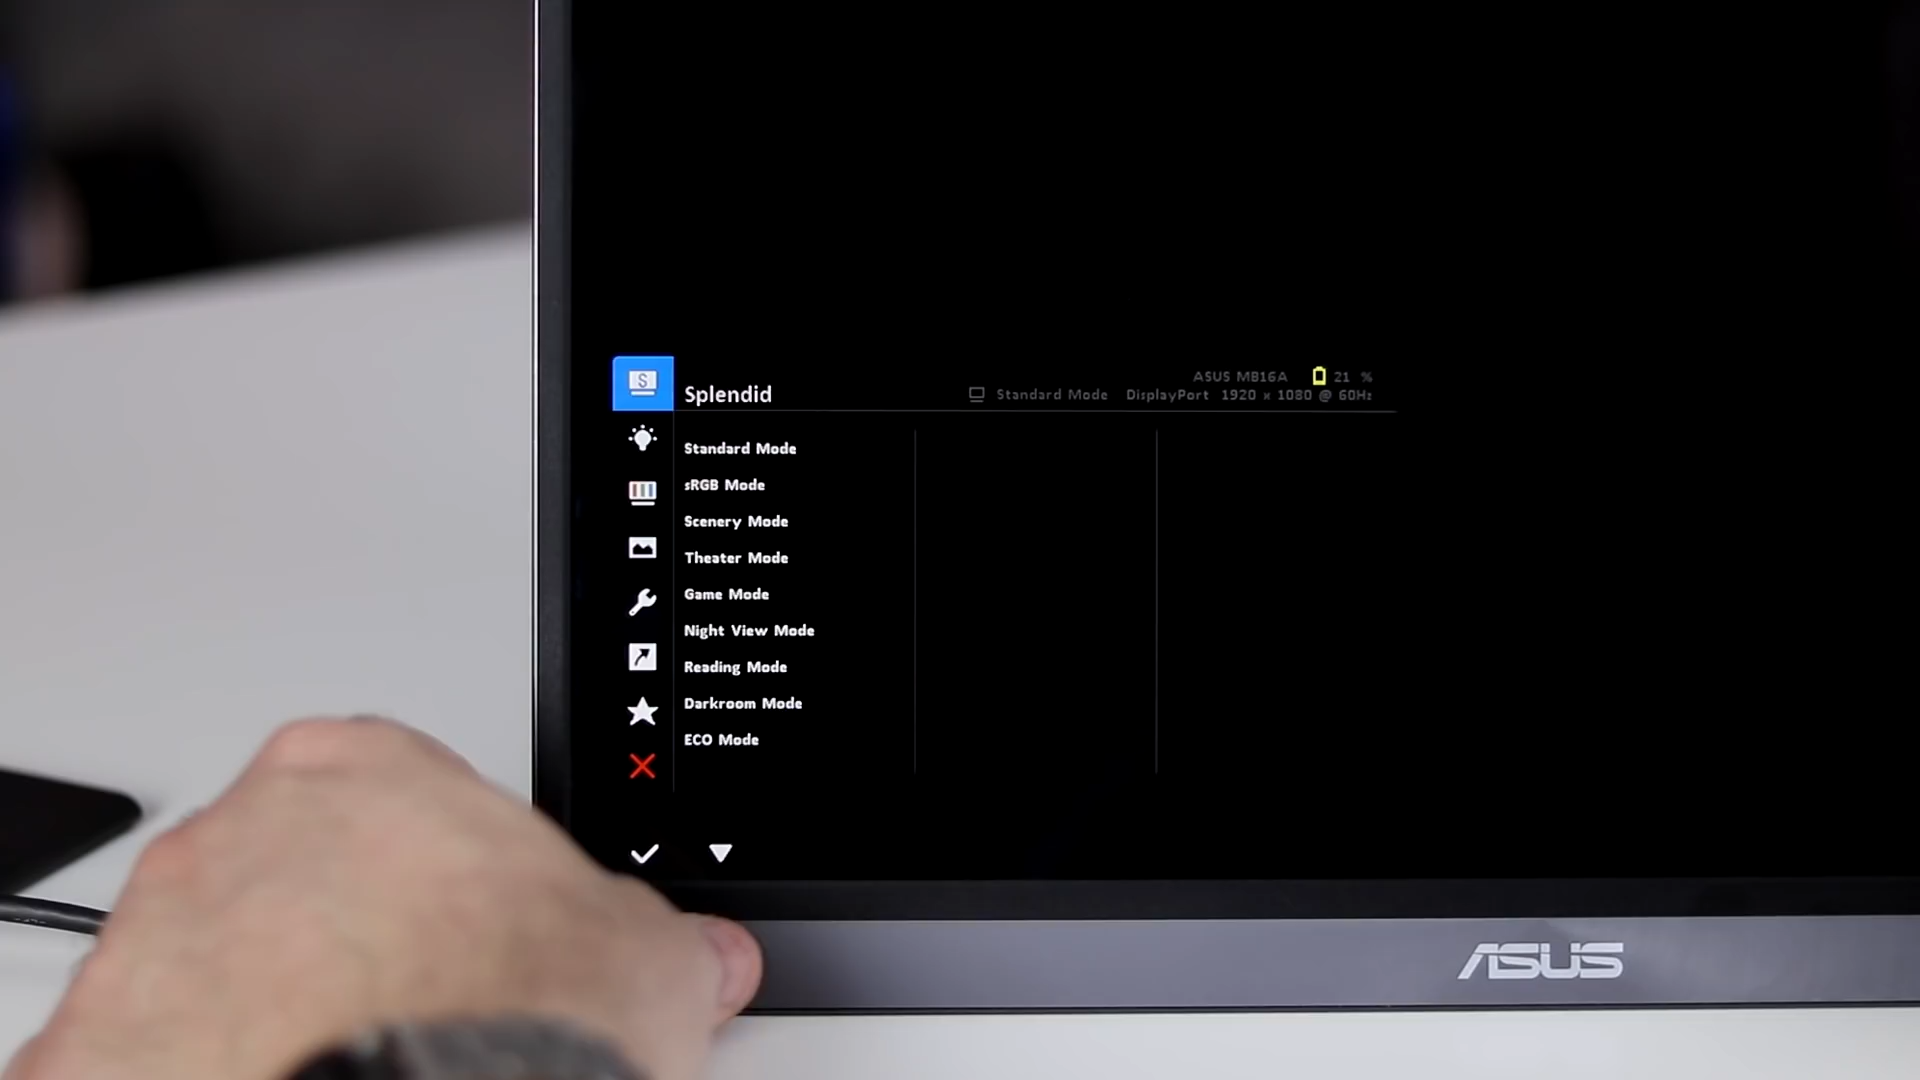 ASUS MB16A 21 %
Splendid Standard Mode DisplayPort 1920 x 1080 @ 60Hz
Standard Mode
sRGB Mode
Scenery Mode
Theater Mode
Game Mode
Night View Mode
Reading Mode
Darkroom Mode
ECO Mode
ASUS